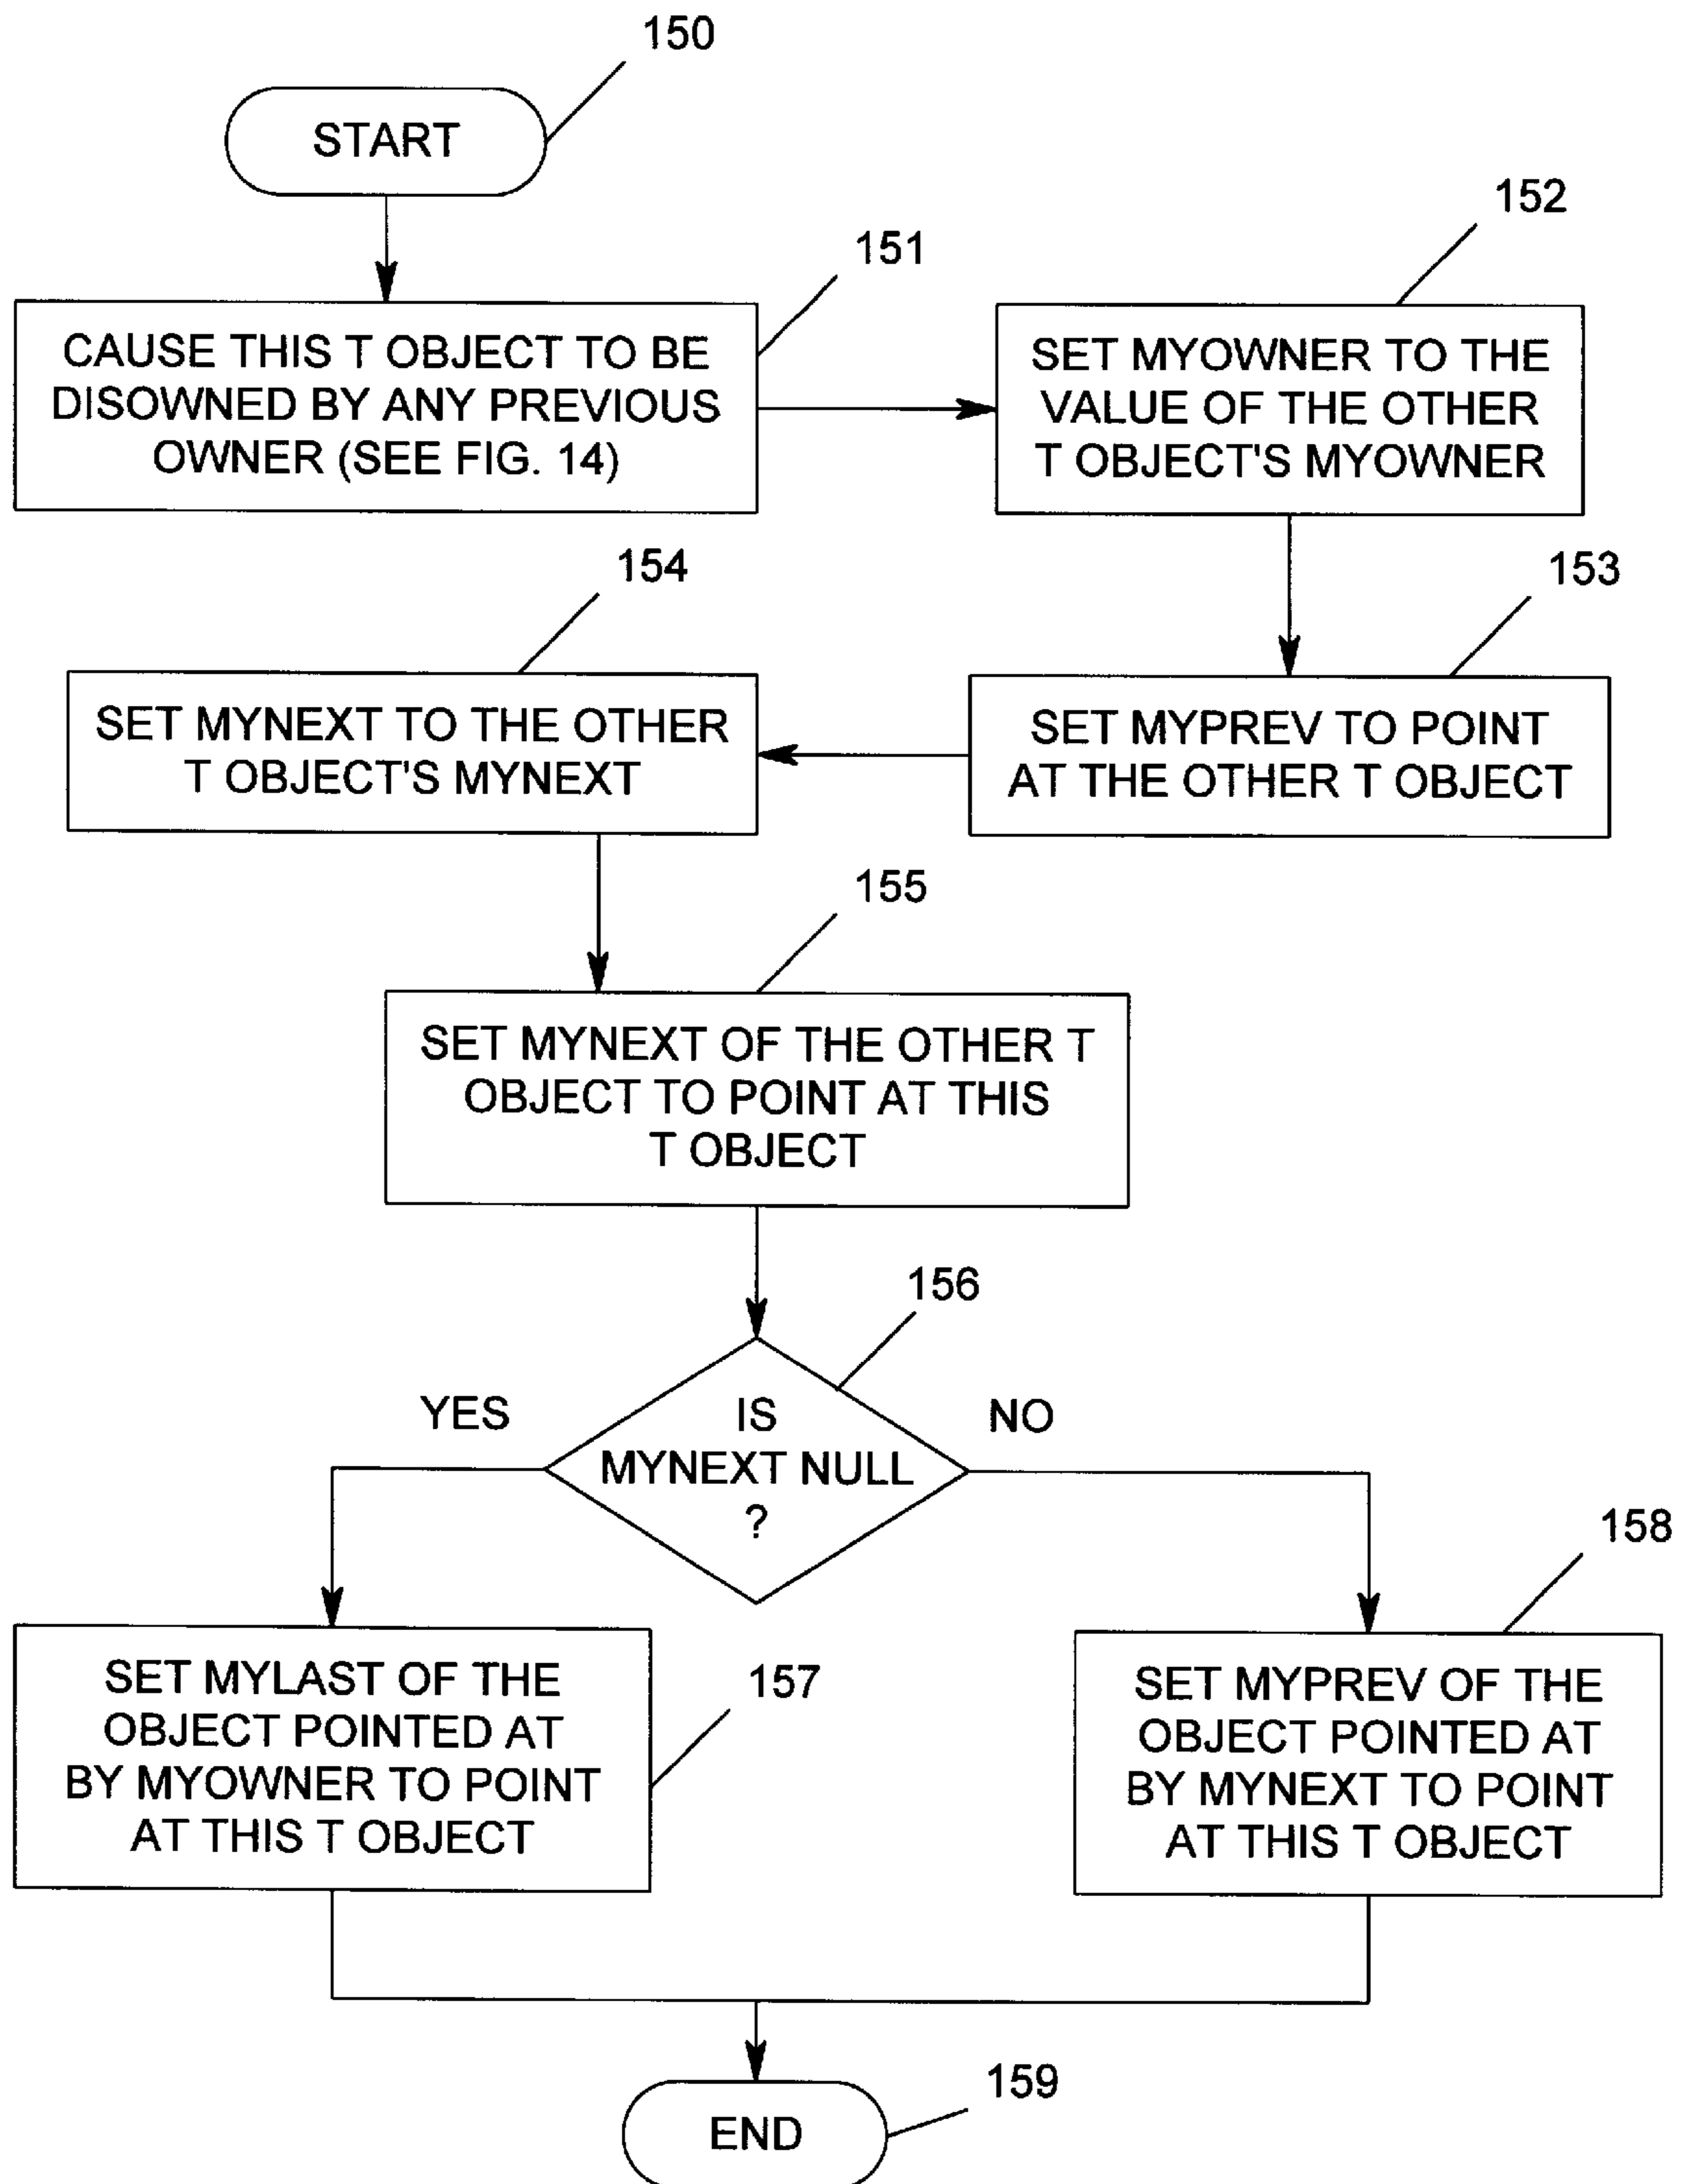 150
START
151
CAUSE THIS T OBJECT TO BE
DISOWNED BY ANY PREVIOUS
OWNER (SEE FIG. 14)
152
SET MYOWNER TO THE
VALUE OF THE OTHER
T OBJECT'S MYOWNER
153
SET MYPREV TO POINT
AT THE OTHER T OBJECT
154
SET MYNEXT TO THE OTHER
T OBJECT'S MYNEXT
155
SET MYNEXT OF THE OTHER T
OBJECT TO POINT AT THIS
T OBJECT
156
IS
MYNEXT NULL
?
YES
NO
157
SET MYLAST OF THE
OBJECT POINTED AT
BY MYOWNER TO POINT
AT THIS T OBJECT
158
SET MYPREV OF THE
OBJECT POINTED AT
BY MYNEXT TO POINT
AT THIS T OBJECT
159
END